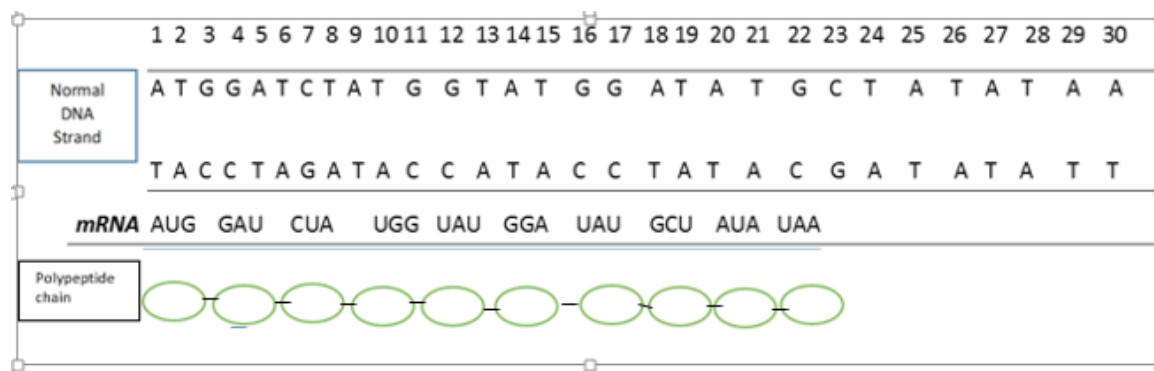 1 2 3 4 5 6 7 8 9 10 11 12 13 14 15 16 17 18 19 20 21 22 23 24 25 26 27 28 29 30
Normal
DNA
Strand
A T G G A T C T A T G G T A T G G A T A T G C T A T A T A A
T A C C T A G A T A C C A T A C C T A T A C G A T A T A T T
mRNA AUG GAU CUA UGG UAU GGA UAU GCU AUA UAA
Polypeptide
chain